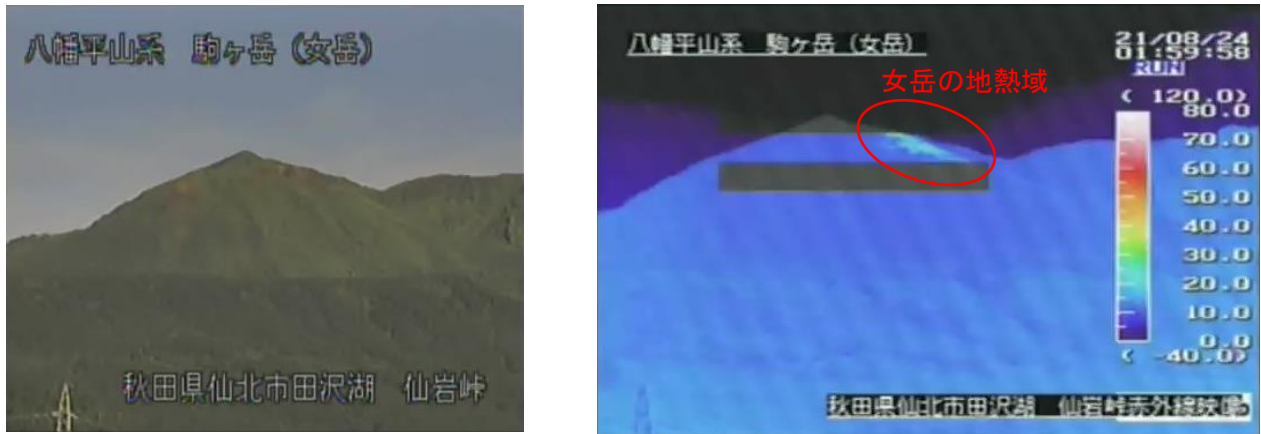 八幡平山系 駒ヶ岳（女岳）
秋田県仙北市田沢湖 仙岩峠
八幡平山系 駒ヶ岳（女岳）
21/08/24
01:59:58
RUN
女岳の地熱域
( 120.0)
80.0
70.0
60.0
50.0
40.0
30.0
20.0
10.0
0.0
( -40.0)
秋田県仙北市田沢湖 仙岩峠赤外線映像